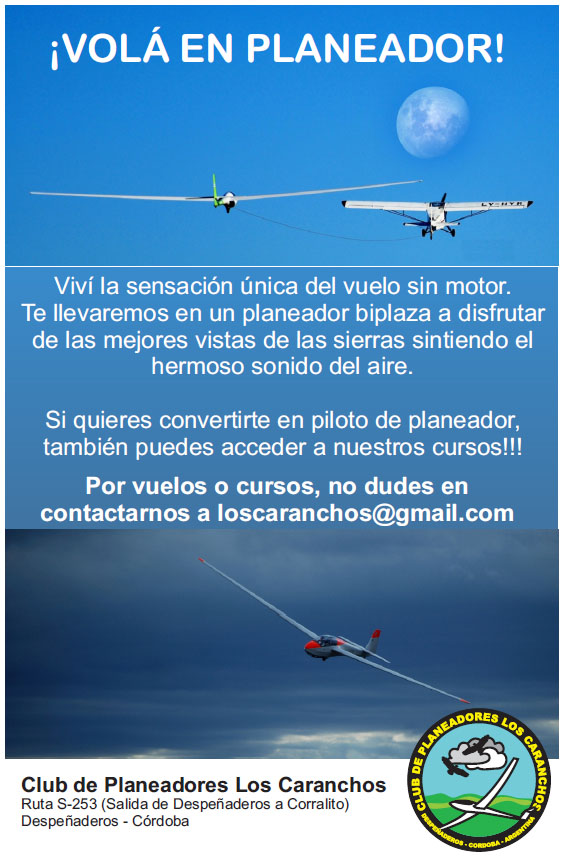 ¡VOLÁ EN PLANEADOR!
LV-HYR
Viví la sensación única del vuelo sin motor.
Te llevaremos en un planeador biplaza a disfrutar
de las mejores vistas de las sierras sintiendo el
hermoso sonido del aire.
Si quieres convertirte en piloto de planeador,
también puedes acceder a nuestros cursos!!!
Por vuelos o cursos, no dudes en
contactarnos a loscaranchos@gmail.com
Club de Planeadores Los Caranchos
Ruta S-253 (Salida de Despeñaderos a Corralito)
Despeñaderos - Córdoba
CLUB DE PLANEADORES LOS CARANCHOS
DESPEÑADEROS - CORDOBA - ARGENTINA